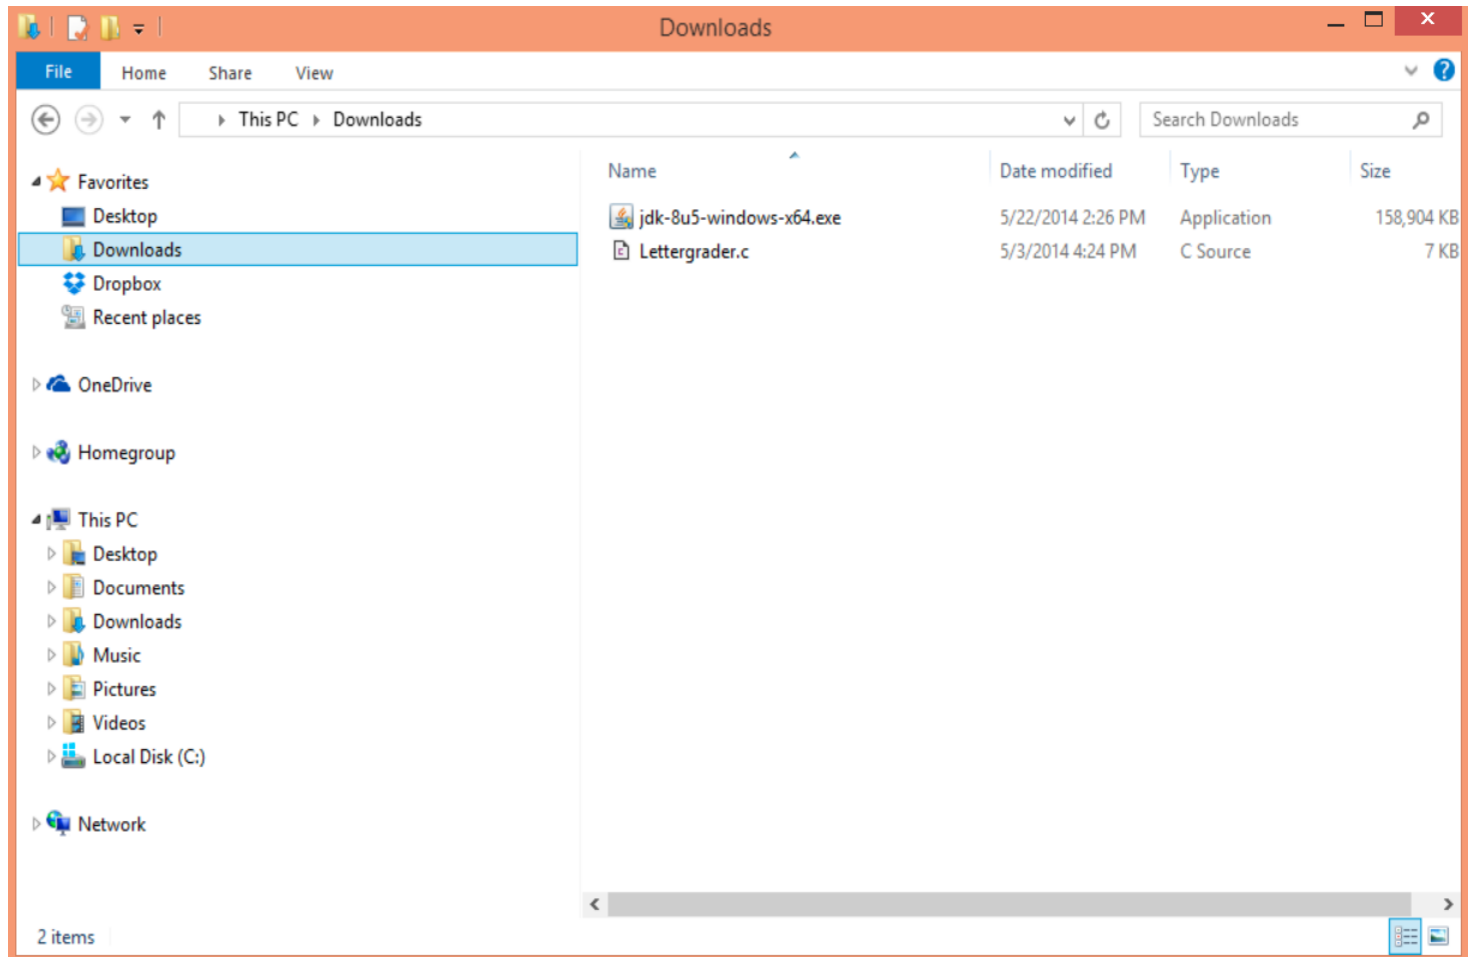 Downloads
File Home Share View
This PC Downloads Search Downloads
Name Date modified Type Size
jdk-8u5-windows-x64.exe 5/22/2014 2:26 PM Application 158,904 KB
Lettergrader.c 5/3/2014 4:24 PM C Source 7 KB
Favorites
Desktop
Downloads
Dropbox
Recent places
OneDrive
Homegroup
This PC
Desktop
Documents
Downloads
Music
Pictures
Videos
Local Disk (C:)
Network
2 items